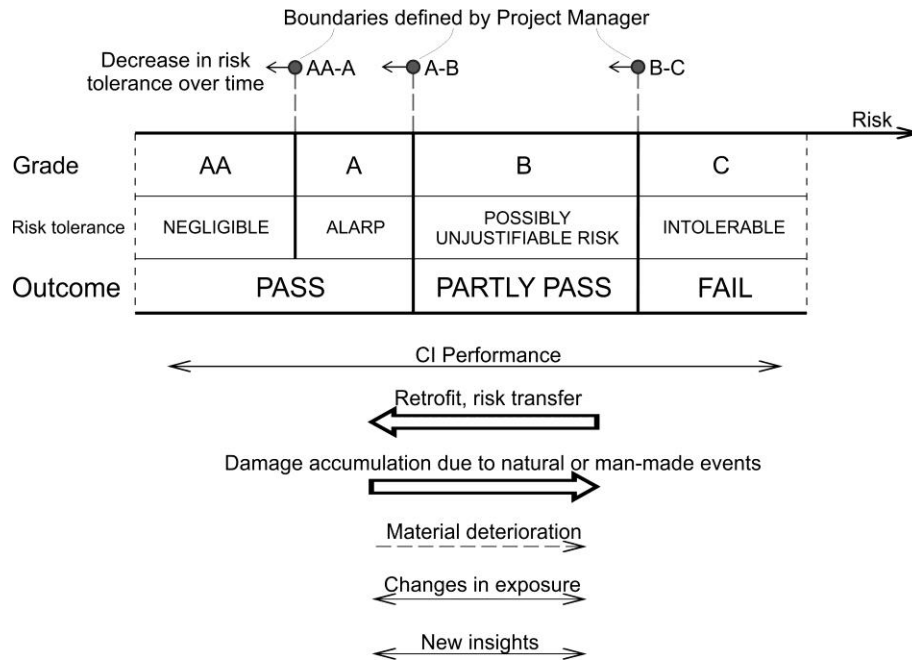 Boundaries defined by Project Manager
Decrease in risk
tolerance over time
AA-A
A-B
B-C
Risk
Grade
AA
A
B
C
Risk tolerance
NEGLIGIBLE
ALARP
POSSIBLY
UNJUSTIFIABLE RISK
INTOLERABLE
Outcome
PASS
PARTLY PASS
FAIL
CI Performance
Retrofit, risk transfer
Damage accumulation due to natural or man-made events
Material deterioration
Changes in exposure
New insights